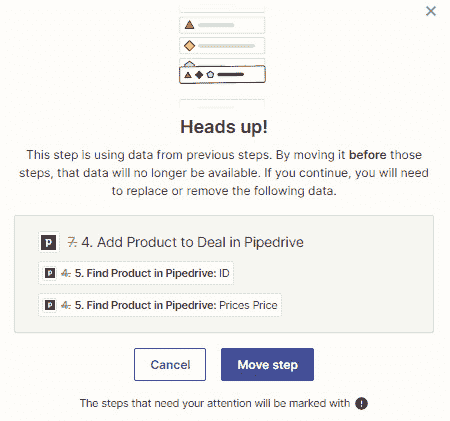 Heads up!
This step is using data from previous steps. By moving it before those
steps, that data will no longer be available. If you continue, you will need
to replace or remove the following data.
p 7. 4. Add Product to Deal in Pipedrive
p 4. 5. Find Product in Pipedrive: ID
p 4. 5. Find Product in Pipedrive: Prices Price
Cancel Move step
The steps that need your attention will be marked with !